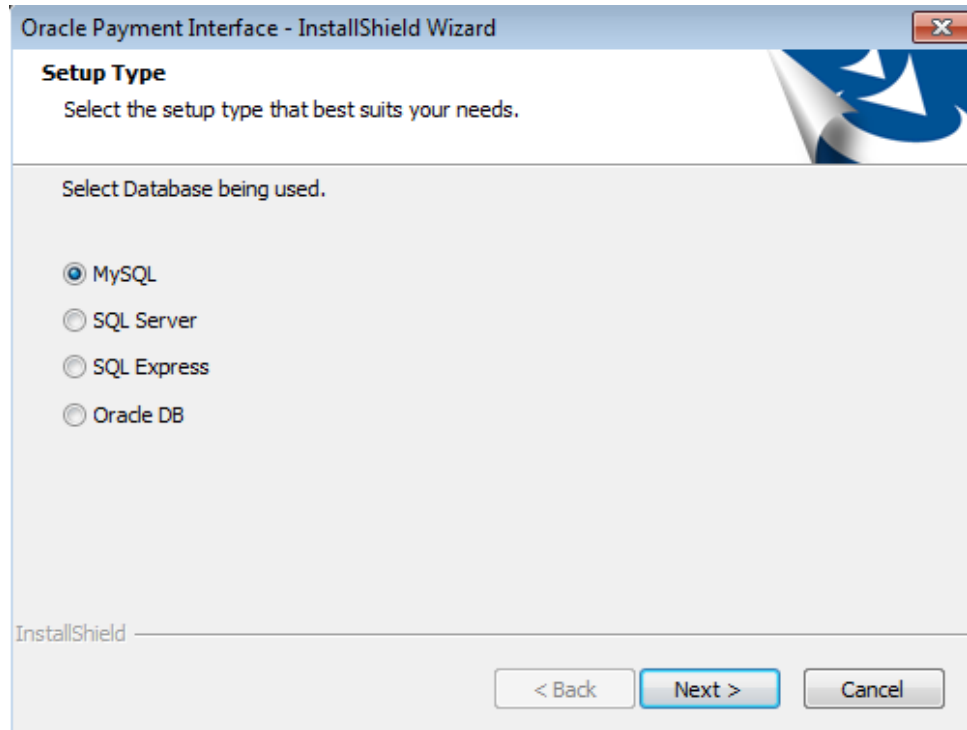 Oracle Payment Interface - InstallShield Wizard
Setup Type
Select the setup type that best suits your needs.
Select Database being used.
MySQL
SQL Server
SQL Express
Oracle DB
InstallShield
< Back
Next >
Cancel